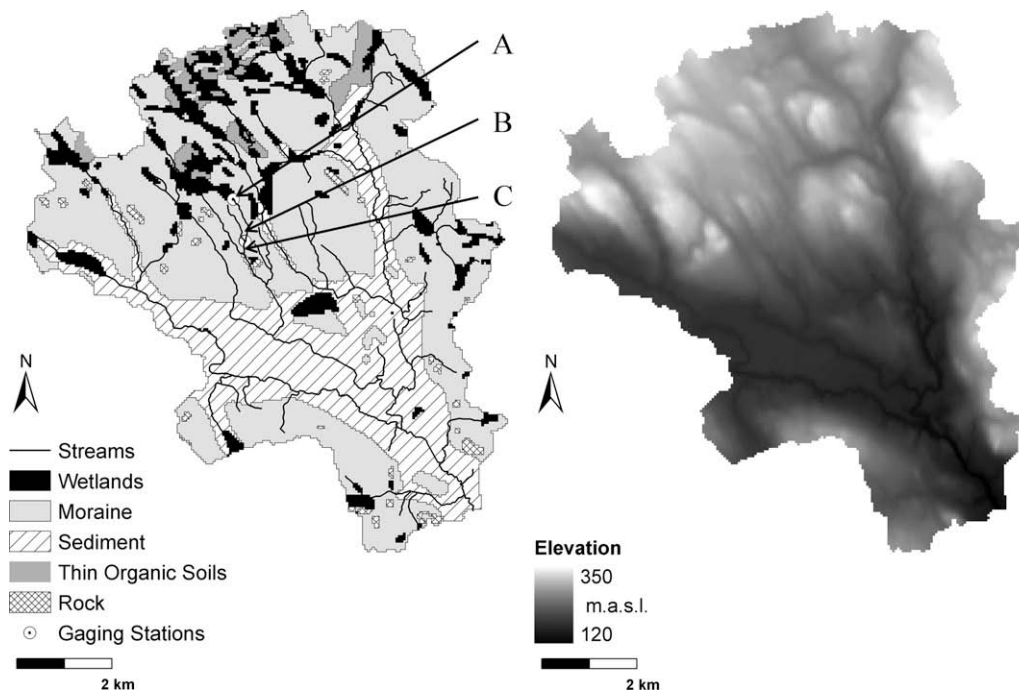 A
B
C
N
Streams
Wetlands
Moraine
Sediment
Thin Organic Soils
Rock
Gaging Stations
2 km
N
Elevation
350
m.a.s.l.
120
2 km